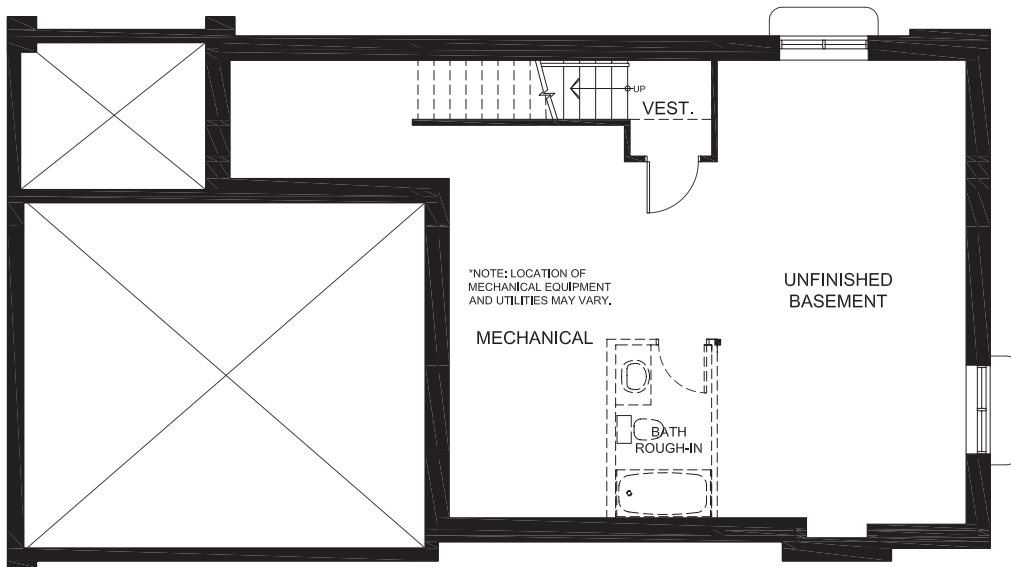 UP
VEST.
*NOTE: LOCATION OF
MECHANICAL EQUIPMENT
AND UTILITIES MAY VARY.
UNFINISHED
BASEMENT
MECHANICAL
BATH
ROUGH-IN